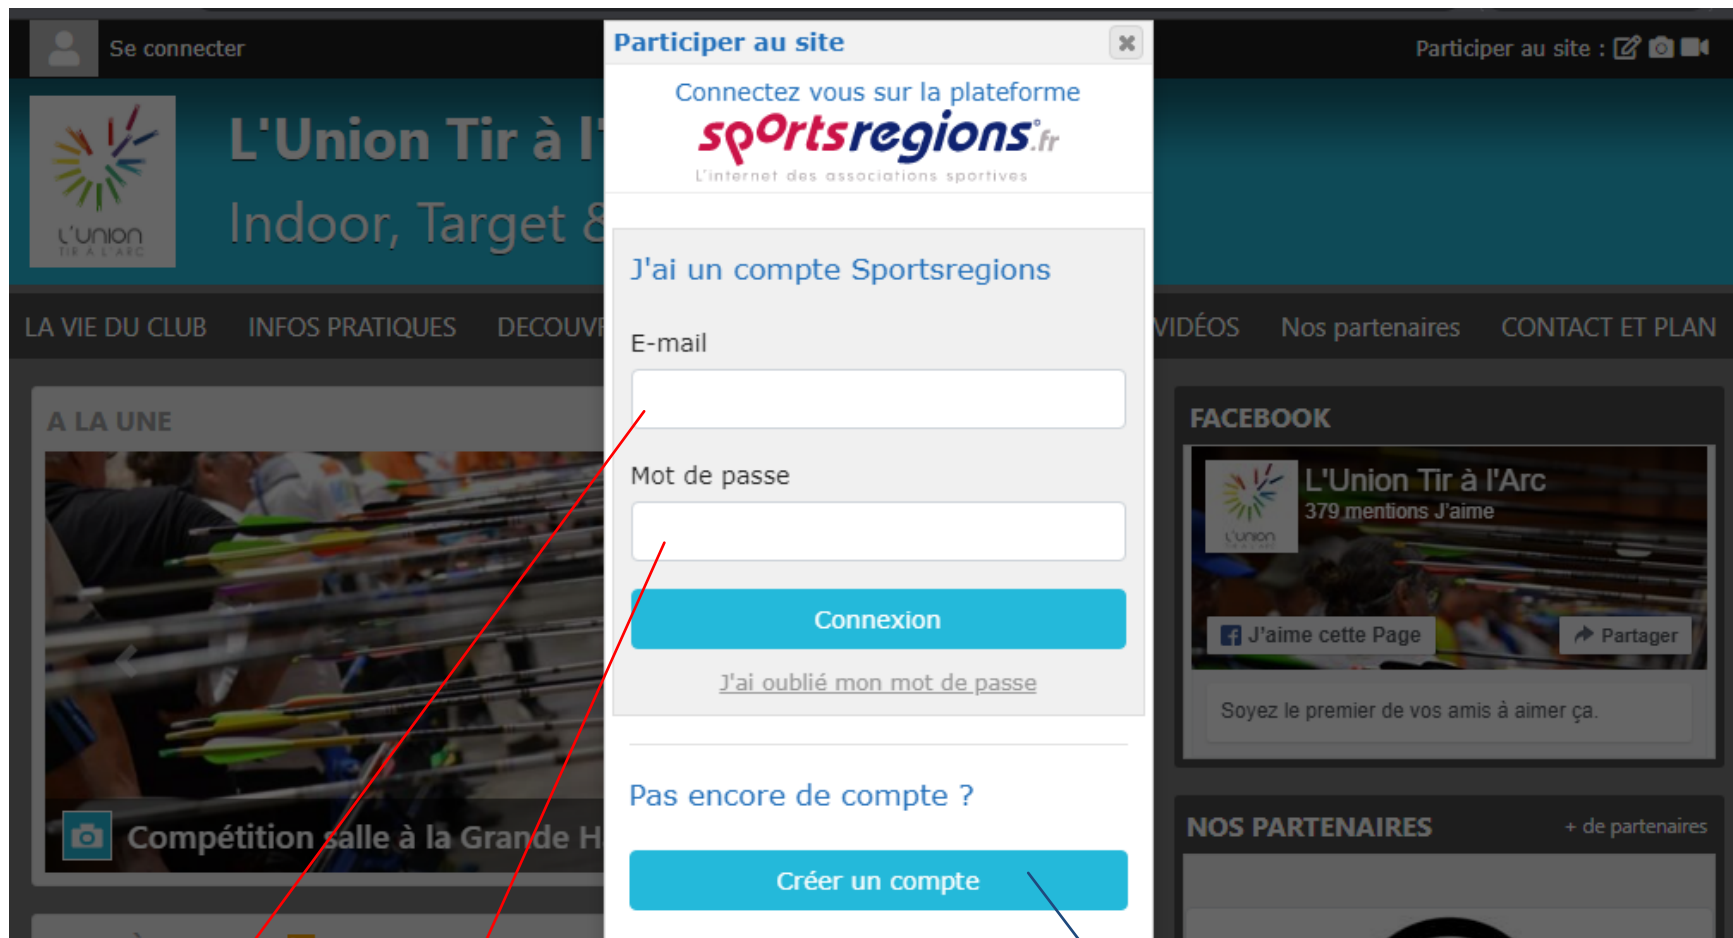 Se connecter
Participer au site
Participer au site :
Connectez vous sur la plateforme
sportsregions.fr
L'internet des associations sportives
L'UNION
TIR A L'ARC
L'Union Tir à l'
Indoor, Target &
J'ai un compte Sportsregions
LA VIE DU CLUB INFOS PRATIQUES DECOUVR VIDÉOS Nos partenaires CONTACT ET PLAN
E-mail
A LA UNE
FACEBOOK
Mot de passe
L'Union Tir à l'Arc
379 mentions J'aime
L'UNION
Connexion
J'aime cette Page
Partager
J'ai oublié mon mot de passe
Soyez le premier de vos amis à aimer ça.
Pas encore de compte ?
Compétition salle à la Grande H
NOS PARTENAIRES
+ de partenaires
Créer un compte